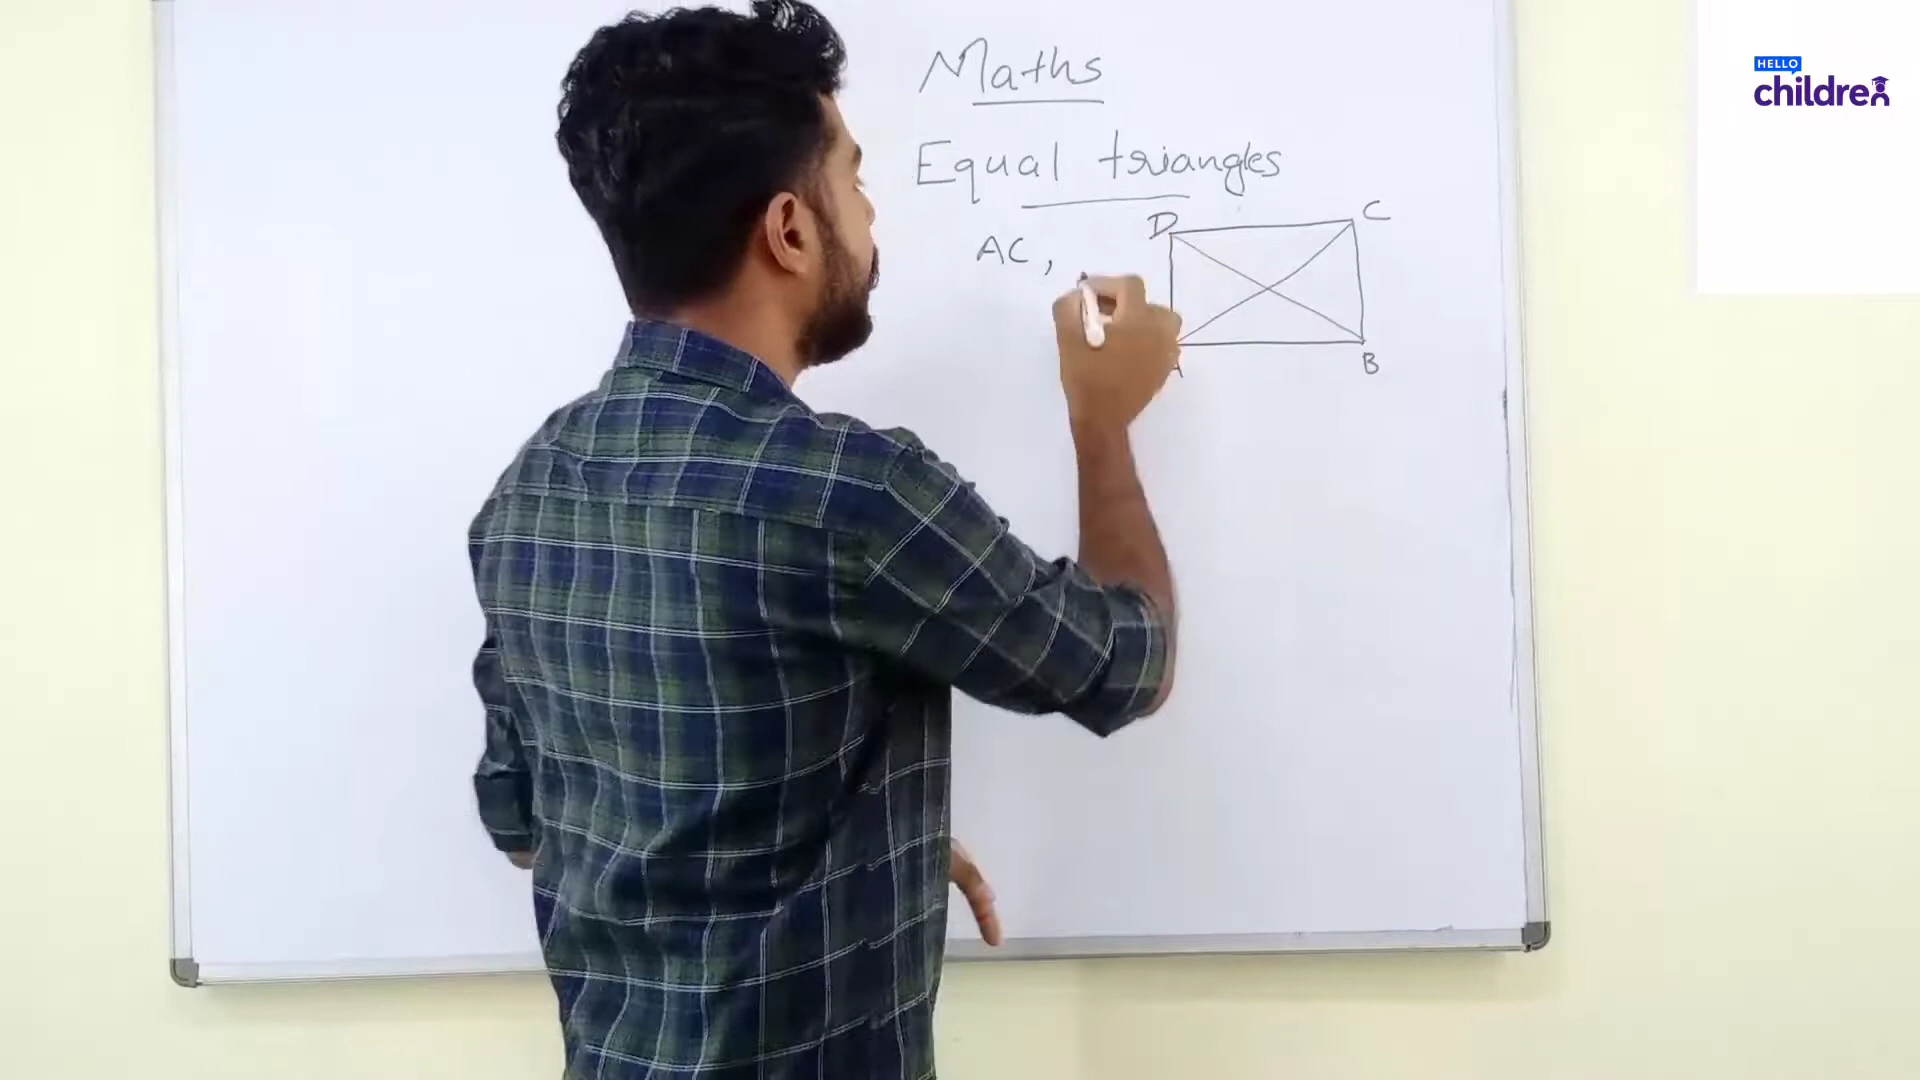 HELLO
children
Maths
Equal triangles
D
C
AC,
A
B